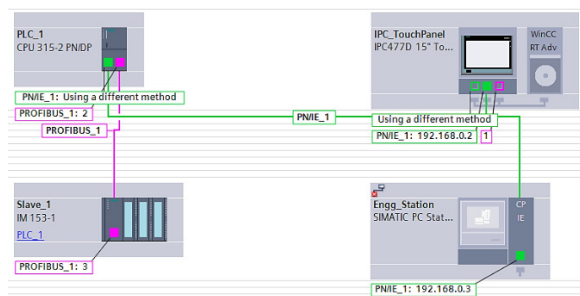 PLC_1
CPU 315-2 PN/DP
IPC_TouchPanel
IPC477D 15" To...
WinCC
RT Adv
PN/IE_1: Using a different method
PROFIBUS_1: 2
PROFIBUS_1
PN/IE_1
Using a different method
PN/IE_1: 192.168.0.2
1
Slave_1
IM 153-1
PLC_1
PROFIBUS_1: 3
Engg_Station
SIMATIC PC Stat...
CP
IE
PN/IE_1: 192.168.0.3